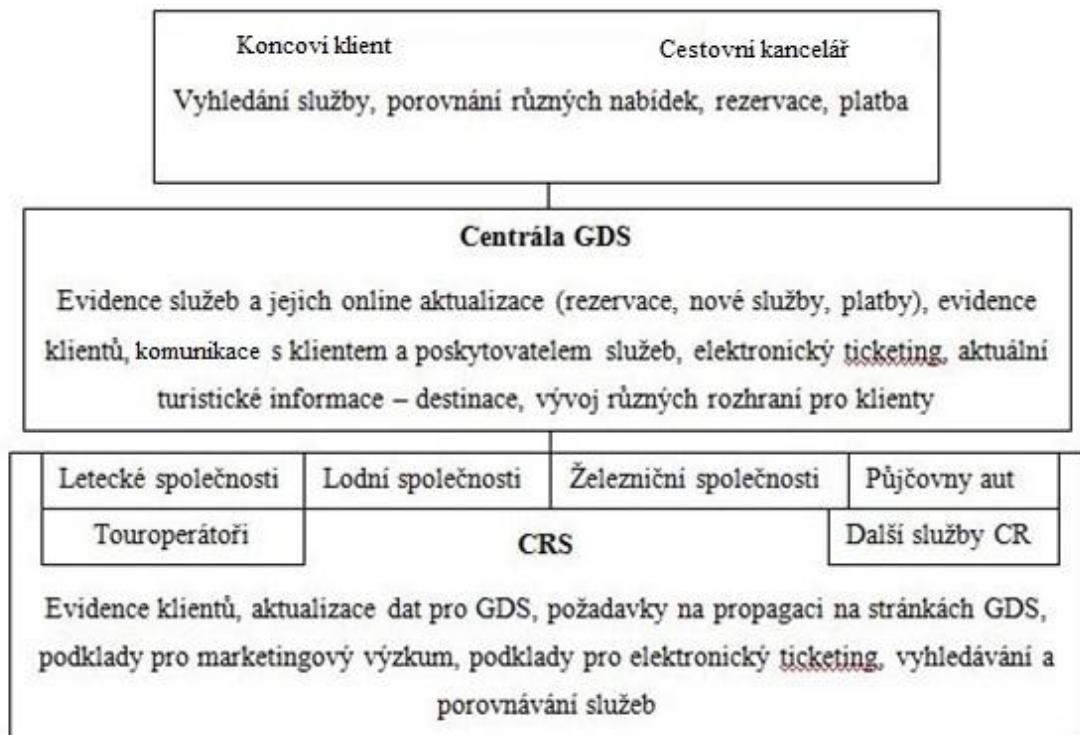 Koncoví klient Cestovní kancelář
Vyhledání služby, porovnání různých nabídek, rezervace, platba
Centrála GDS
Evidence služeb a jejich online aktualizace (rezervace, nové služby, platby), evidence
klientů, komunikace s klientem a poskytovatelem služeb, elektronický ticketing, aktuální
turistické informace – destinace, vývoj různých rozhraní pro klienty
Letecké společnosti Lodní společnosti Železniční společnosti Půjčovny aut
Touroperátoři CRS Další služby CR
Evidence klientů, aktualizace dat pro GDS, požadavky na propagaci na stránkách GDS,
podklady pro marketingový výzkum, podklady pro elektronický ticketing, vyhledávání a
porovnávání služeb